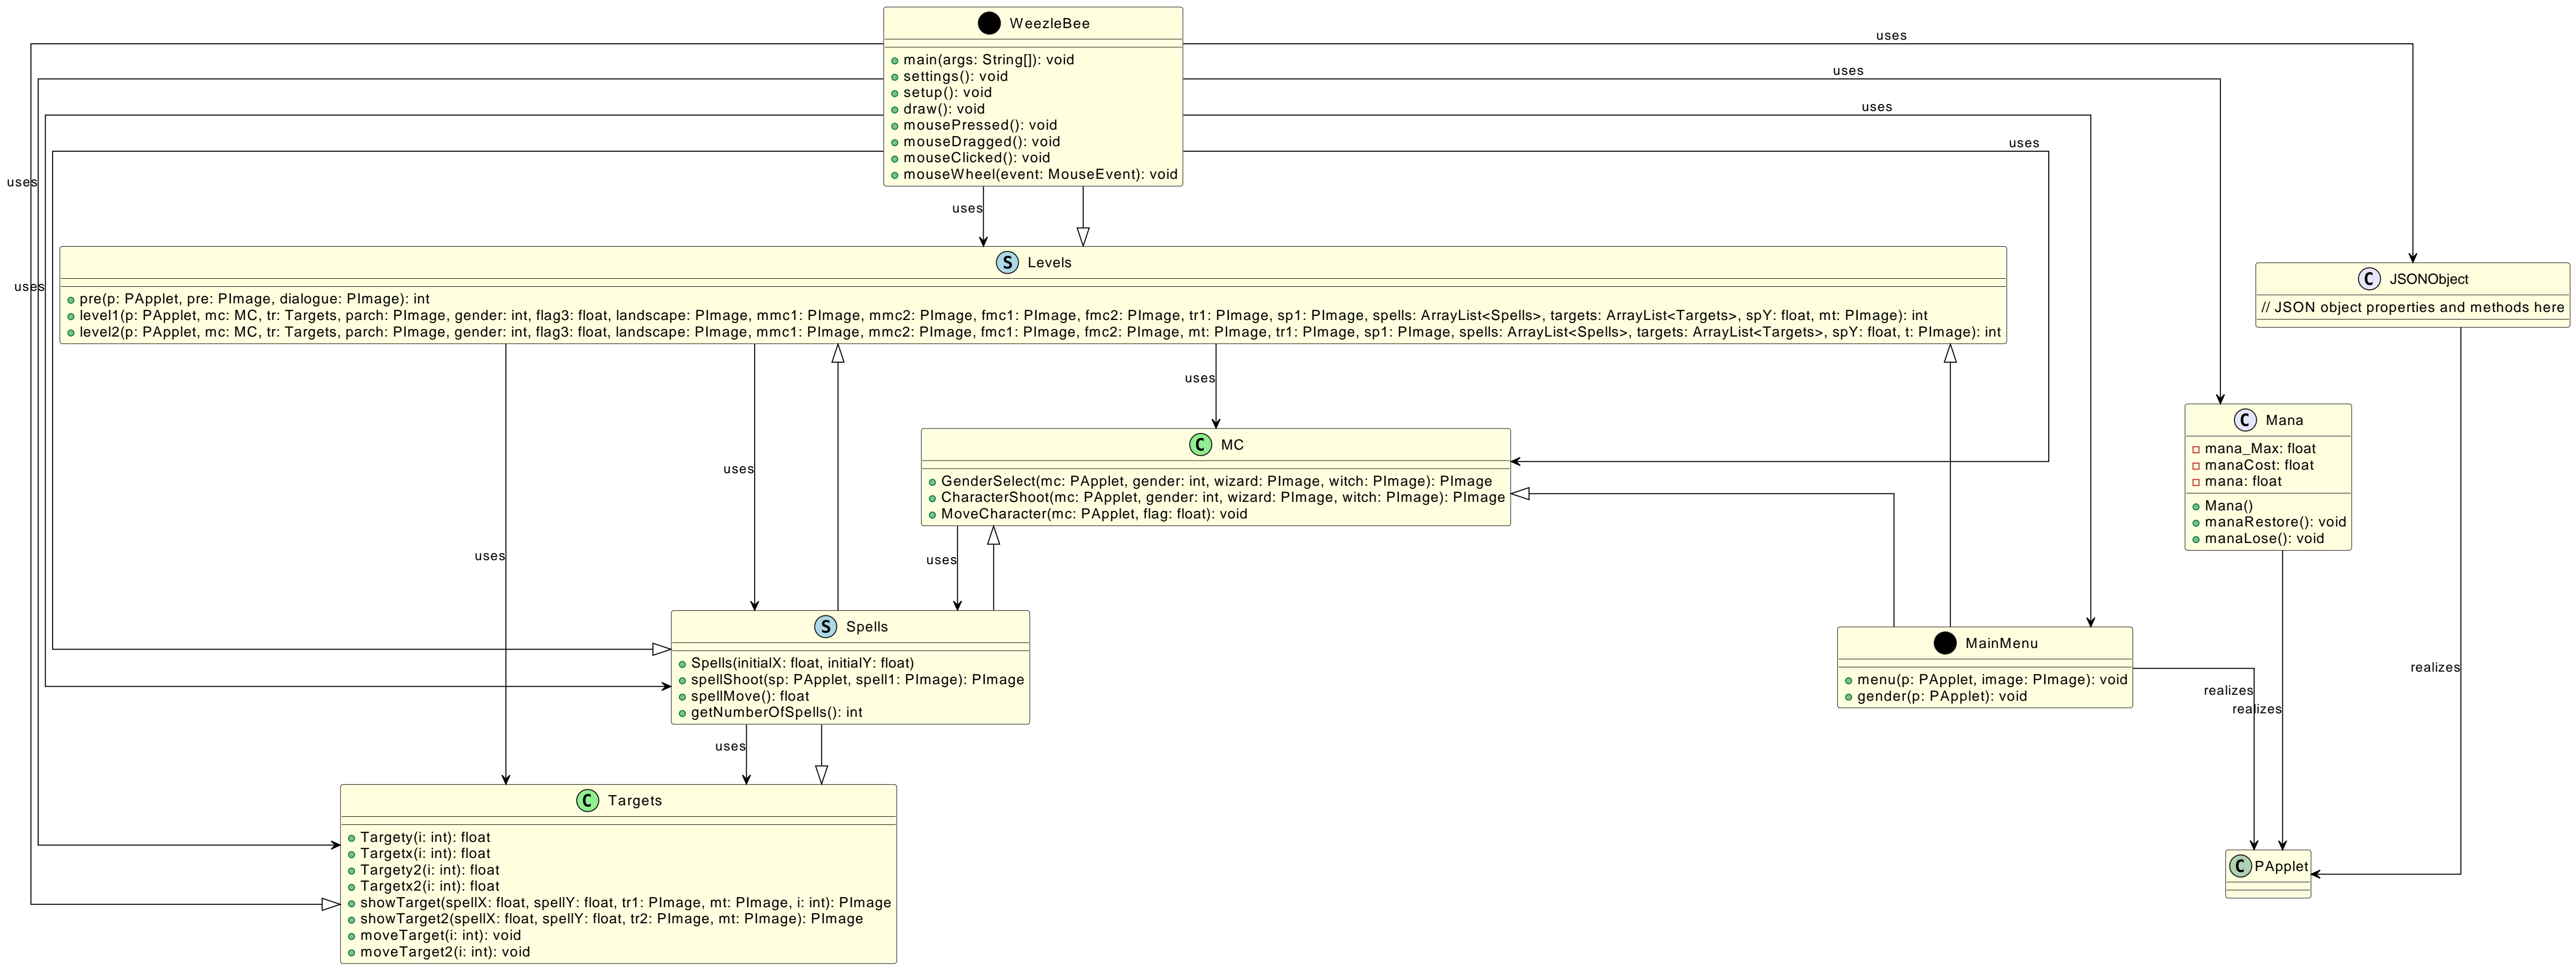 WeezleBee
main(args: String[]): void
settings(): void
setup(): void
draw(): void
mousePressed(): void
mouseDragged(): void
mouseClicked(): void
mouseWheel(event: MouseEvent): void
uses
uses
uses
uses
uses
uses
uses
S Levels
pre(p: PApplet, pre: PImage, dialogue: PImage): int
level1(p: PApplet, mc: MC, tr: Targets, parch: PImage, gender: int, flag3: float, landscape: PImage, mmc1: PImage, mmc2: PImage, fmc1: PImage, fmc2: PImage, tr1: PImage, sp1: PImage, spells: ArrayList<Spells>, targets: ArrayList<Targets>, spY: float, mt: PImage): int
level2(p: PApplet, mc: MC, tr: Targets, parch: PImage, gender: int, flag3: float, landscape: PImage, mmc1: PImage, mmc2: PImage, fmc1: PImage, fmc2: PImage, mt: PImage, tr1: PImage, sp1: PImage, spells: ArrayList<Spells>, targets: ArrayList<Targets>, spY: float, t: PImage): int
C JSONObject
// JSON object properties and methods here
uses
C MC
GenderSelect(mc: PApplet, gender: int, wizard: PImage, witch: PImage): PImage
CharacterShoot(mc: PApplet, gender: int, wizard: PImage, witch: PImage): PImage
MoveCharacter(mc: PApplet, flag: float): void
C Mana
mana_Max: float
manaCost: float
mana: float
Mana()
manaRestore(): void
manaLose(): void
uses
uses
uses
S Spells
Spells(initialX: float, initialY: float)
spellShoot(sp: PApplet, spell1: PImage): PImage
spellMove(): float
getNumberOfSpells(): int
MainMenu
menu(p: PApplet, image: PImage): void
gender(p: PApplet): void
realizes
realizes
realizes
uses
C Targets
Targety(i: int): float
Targetx(i: int): float
Targety2(i: int): float
Targetx2(i: int): float
showTarget(spellX: float, spellY: float, tr1: PImage, mt: PImage, i: int): PImage
showTarget2(spellX: float, spellY: float, tr2: PImage, mt: PImage): PImage
moveTarget(i: int): void
moveTarget2(i: int): void
C PApplet